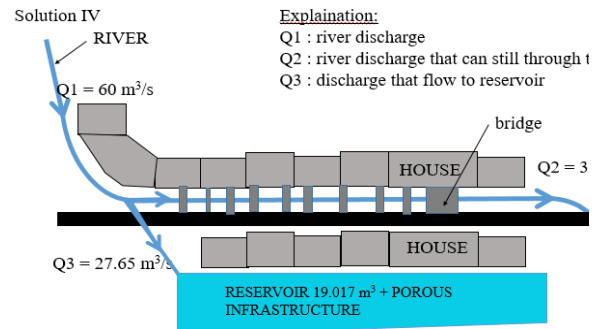 Solution IV
RIVER
Explaination:
Q1 : river discharge
Q2 : river discharge that can still through
Q3 : discharge that flow to reservoir
Q1 = 60 m³/s
bridge
HOUSE
Q2 = 3
HOUSE
Q3 = 27.65 m³/s
RESERVOIR 19.017 m³ + POROUS
INFRASTRUCTURE